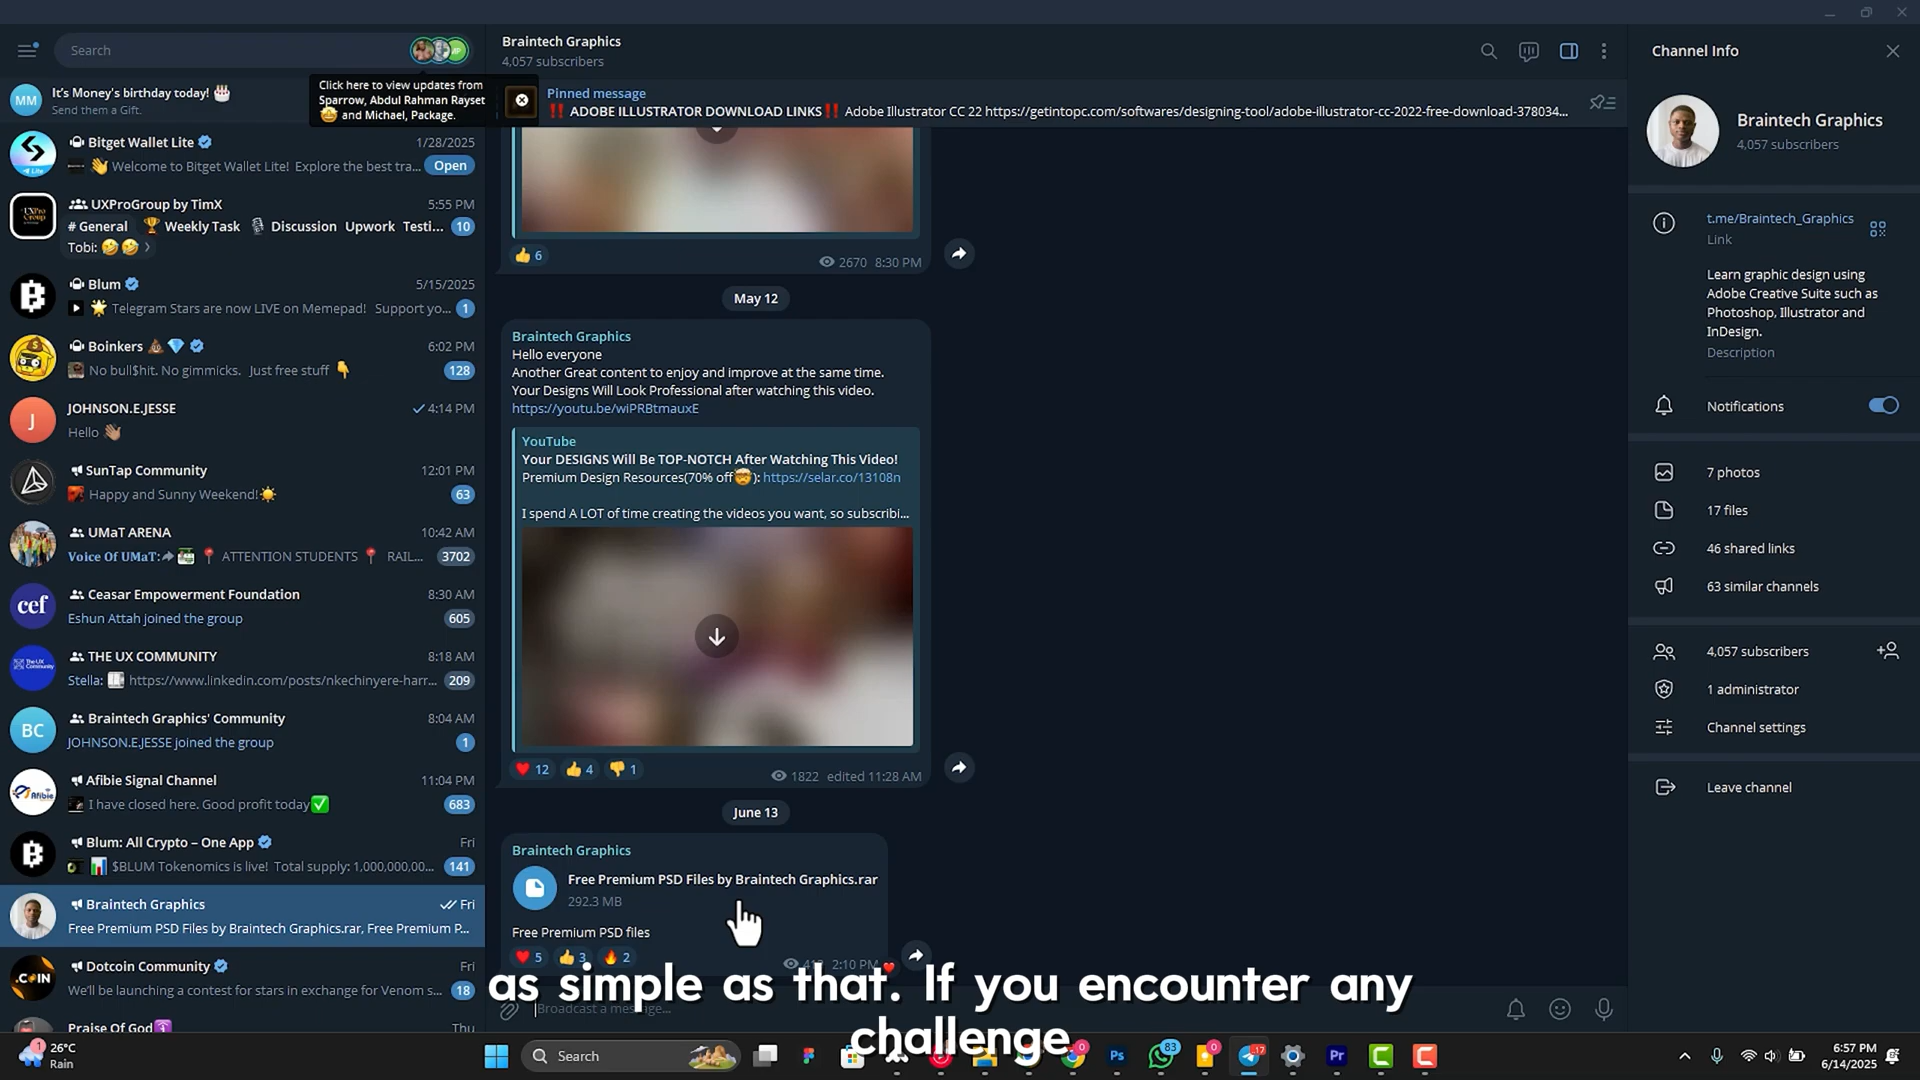 Search
It's Money's birthday today! 🎂
Send them a Gift.
Click here to view updates from
Sparrow, Abdul Rahman Rayset
🤩 and Michael, Package.
Bitget Wallet Lite
1/28/2025
👋 Welcome to Bitget Wallet Lite! Explore the best tra...
Open
UXProGroup by TimX
5:55 PM
# General 🏆 Weekly Task 🎙 Discussion Upwork Testi...
10
Tobi: 🤣🤣 >
Blum
5/15/2025
🌟 Telegram Stars are now LIVE on Memepad! Support yo...
1
Boinkers 💩 💎
6:02 PM
No bull$hit. No gimmicks. Just free stuff 👇
128
JOHNSON.E.JESSE
4:14 PM
Hello 👋🏽
SunTap Community
12:01 PM
Happy and Sunny Weekend!☀️
63
UMaT ARENA
10:42 AM
Voice Of UMaT: 📍 ATTENTION STUDENTS 📍 RAIL...
3702
Ceasar Empowerment Foundation
8:30 AM
Eshun Attah joined the group
605
THE UX COMMUNITY
8:18 AM
Stella: https://www.linkedin.com/posts/nkechinyere-harr...
209
Braintech Graphics' Community
8:04 AM
JOHNSON.E.JESSE joined the group
1
Afibie Signal Channel
11:04 PM
I have closed here. Good profit today✅
683
Blum: All Crypto – One App
Fri
📊 $BLUM Tokenomics is live! Total supply: 1,000,000,00...
141
Braintech Graphics
Fri
Free Premium PSD Files by Braintech Graphics.rar, Free Premium P...
Dotcoin Community
Fri
We'll be launching a contest for stars in exchange for Venom s...
18
Praise Of God
Thu
MM
J
cef
BC
Afibie
.COIN
Braintech Graphics
4,057 subscribers
Pinned message
‼️ ADOBE ILLUSTRATOR DOWNLOAD LINKS‼️ Adobe Illustrator CC 22 https://getintopc.com/softwares/designing-tool/adobe-illustrator-cc-2022-free-download-378034...
👍 6
2670 8:30 PM
May 12
Braintech Graphics
Hello everyone
Another Great content to enjoy and improve at the same time.
Your Designs Will Look Professional after watching this video.
https://youtu.be/wiPRBtmauxE
YouTube
Your DESIGNS Will Be TOP-NOTCH After Watching This Video!
Premium Design Resources(70% off🤯): https://selar.co/13108n
I spend A LOT of time creating the videos you want, so subscribi...
❤️ 12 👍 4 👎 1
1822 edited 11:28 AM
June 13
Braintech Graphics
Free Premium PSD Files by Braintech Graphics.rar
292.3 MB
Free Premium PSD files
❤️ 5 👍 3 🔥 2
2:10 PM
Broadcast a message...
as simple as that. If you encounter any
challenge
Channel Info
Braintech Graphics
4,057 subscribers
t.me/Braintech_Graphics
Link
Learn graphic design using
Adobe Creative Suite such as
Photoshop, Illustrator and
InDesign.
Description
Notifications
7 photos
17 files
46 shared links
63 similar channels
4,057 subscribers
1 administrator
Channel settings
Leave channel
1
26°C
Rain
Search
0
Ps
83
0
17
Pr
6:57 PM
6/14/2025